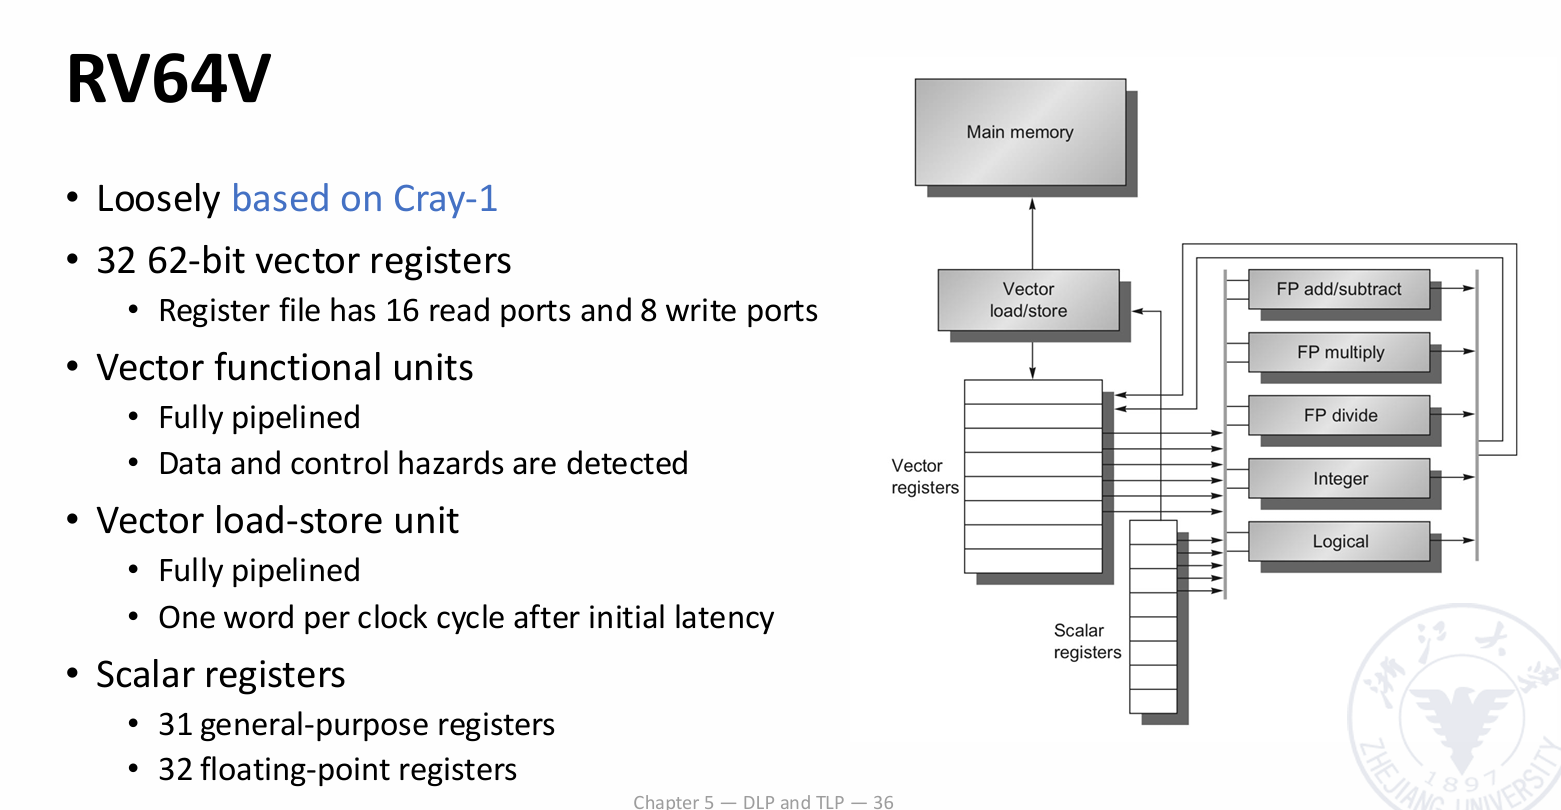 RV64V
• Loosely based on Cray-1
• 32 62-bit vector registers
• Register file has 16 read ports and 8 write ports
• Vector functional units
• Fully pipelined
• Data and control hazards are detected
• Vector load-store unit
• Fully pipelined
• One word per clock cycle after initial latency
• Scalar registers
• 31 general-purpose registers
• 32 floating-point registers
Main memory
Vector
load/store
FP add/subtract
FP multiply
FP divide
Integer
Logical
Vector
registers
Scalar
registers
浙江大学
ZHEJIANG UNIVERSITY
1897
Chapter 5 — DLP and TLP — 36